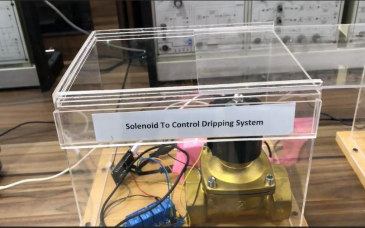 Solenoid To Control Dripping System